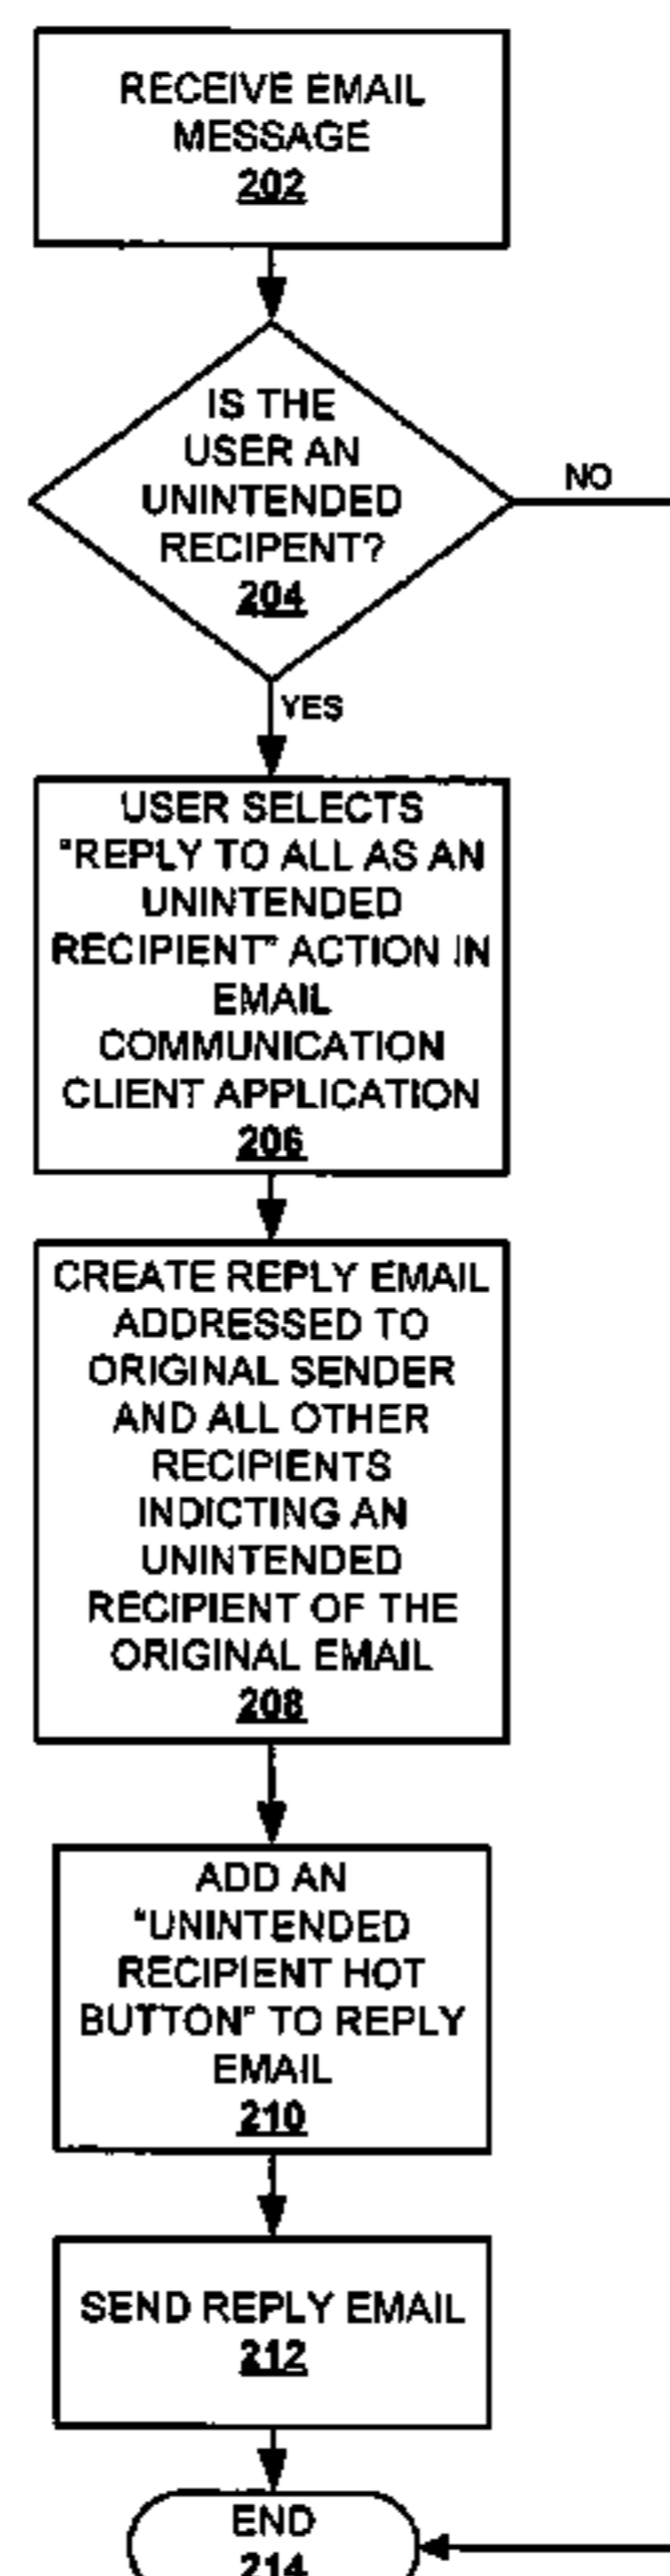 RECEIVE EMAIL
MESSAGE
202
IS THE
USER AN
UNINTENDED
RECIPENT?
204
NO
YES
USER SELECTS
"REPLY TO ALL AS AN
UNINTENDED
RECIPIENT" ACTION IN
EMAIL
COMMUNICATION
CLIENT APPLICATION
206
CREATE REPLY EMAIL
ADDRESSED TO
ORIGINAL SENDER
AND ALL OTHER
RECIPIENTS
INDICTING AN
UNINTENDED
RECIPIENT OF THE
ORIGINAL EMAIL
208
ADD AN
"UNINTENDED
RECIPIENT HOT
BUTTON" TO REPLY
EMAIL
210
SEND REPLY EMAIL
212
END
214